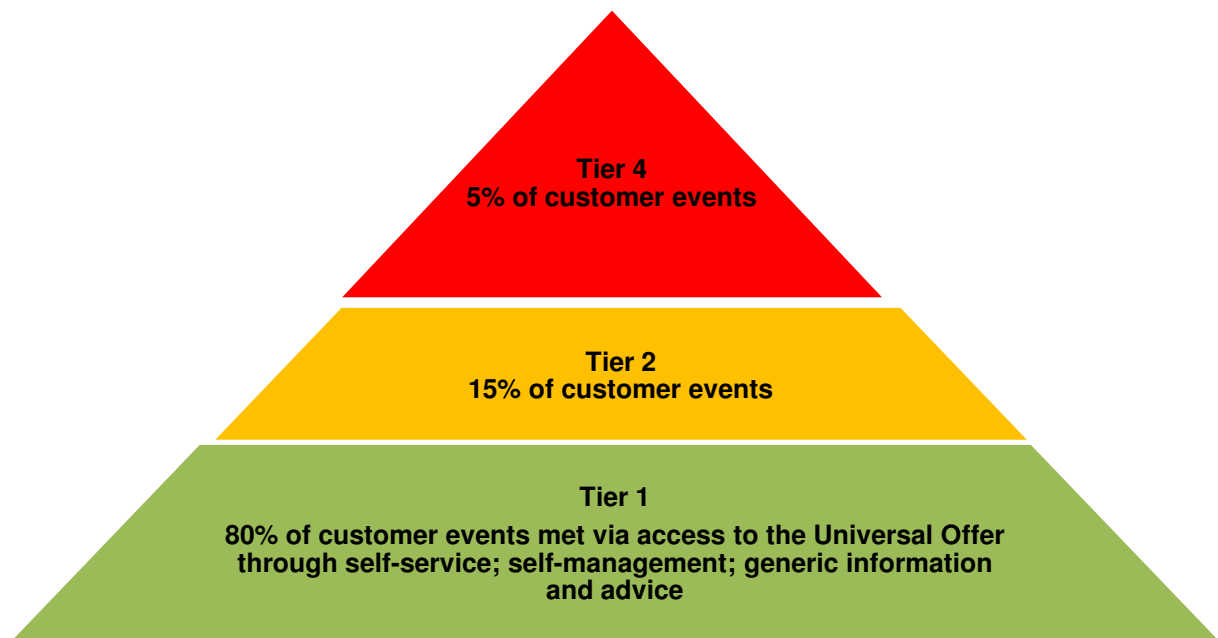 Tier 4
5% of customer events
Tier 2
15% of customer events
Tier 1
80% of customer events met via access to the Universal Offer
through self-service; self-management; generic information
and advice